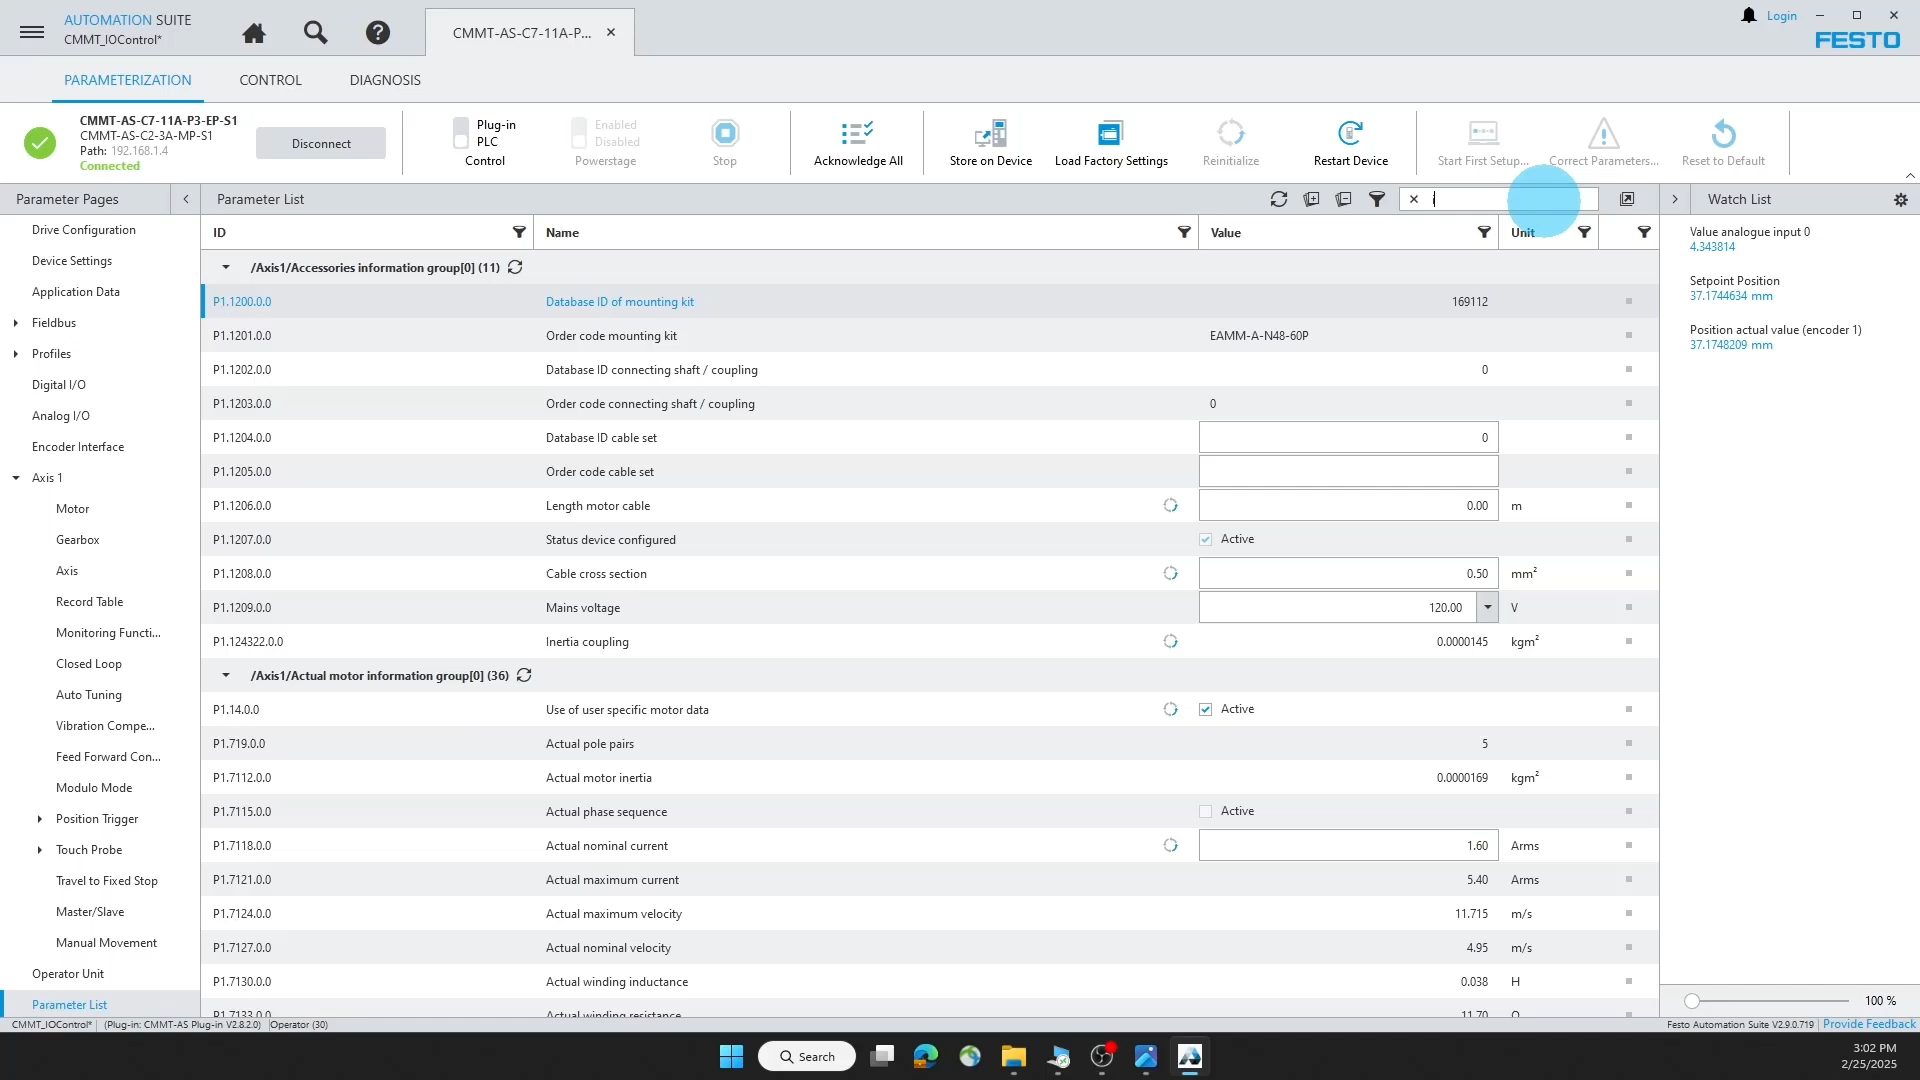 AUTOMATION SUITE
CMMT_IOControl*
CMMT-AS-C7-11A-P...
Login
FESTO
PARAMETERIZATION
CONTROL
DIAGNOSIS
CMMT-AS-C7-11A-P3-EP-S1
CMMT-AS-C2-3A-MP-S1
Path: 192.168.1.4
Connected
Disconnect
Plug-in
PLC
Control
Enabled
Disabled
Powerstage
Stop
Acknowledge All
Store on Device
Load Factory Settings
Reinitialize
Restart Device
Start First Setup...
Correct Parameters...
Reset to Default
Parameter Pages
Parameter List
i
Watch List
Drive Configuration
Device Settings
Application Data
Fieldbus
Profiles
Digital I/O
Analog I/O
Encoder Interface
Axis 1
Motor
Gearbox
Axis
Record Table
Monitoring Functi...
Closed Loop
Auto Tuning
Vibration Compe...
Feed Forward Con...
Modulo Mode
Position Trigger
Touch Probe
Travel to Fixed Stop
Master/Slave
Manual Movement
Operator Unit
Parameter List
ID Name Value Unit
/Axis1/Accessories information group[0] (11)
P1.1200.0.0 Database ID of mounting kit 169112
P1.1201.0.0 Order code mounting kit EAMM-A-N48-60P
P1.1202.0.0 Database ID connecting shaft / coupling 0
P1.1203.0.0 Order code connecting shaft / coupling 0
P1.1204.0.0 Database ID cable set 0
P1.1205.0.0 Order code cable set
P1.1206.0.0 Length motor cable 0.00 m
P1.1207.0.0 Status device configured Active
P1.1208.0.0 Cable cross section 0.50 mm²
P1.1209.0.0 Mains voltage 120.00 V
P1.124322.0.0 Inertia coupling 0.0000145 kgm²
/Axis1/Actual motor information group[0] (36)
P1.14.0.0 Use of user specific motor data Active
P1.719.0.0 Actual pole pairs 5
P1.7112.0.0 Actual motor inertia 0.0000169 kgm²
P1.7115.0.0 Actual phase sequence Active
P1.7118.0.0 Actual nominal current 1.60 Arms
P1.7121.0.0 Actual maximum current 5.40 Arms
P1.7124.0.0 Actual maximum velocity 11.715 m/s
P1.7127.0.0 Actual nominal velocity 4.95 m/s
P1.7130.0.0 Actual winding inductance 0.038 H
P1.7133.0.0 Actual winding resistance 11.70 Ω
Value analogue input 0
4.343814
Setpoint Position
37.1744634 mm
Position actual value (encoder 1)
37.1748209 mm
100 %
CMMT_IOControl* (Plug-in: CMMT-AS Plug-in V2.8.2.0) Operator (30)
Festo Automation Suite V2.9.0.719 Provide Feedback
Search
3:02 PM
2/25/2025